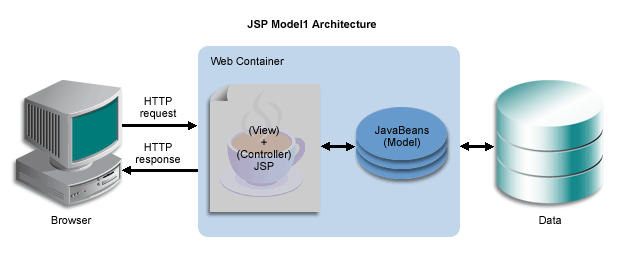 JSP Model1 Architecture
Web Container
HTTP
request
HTTP
response
(View)
+
(Controller)
JSP
JavaBeans
(Model)
Browser
Data